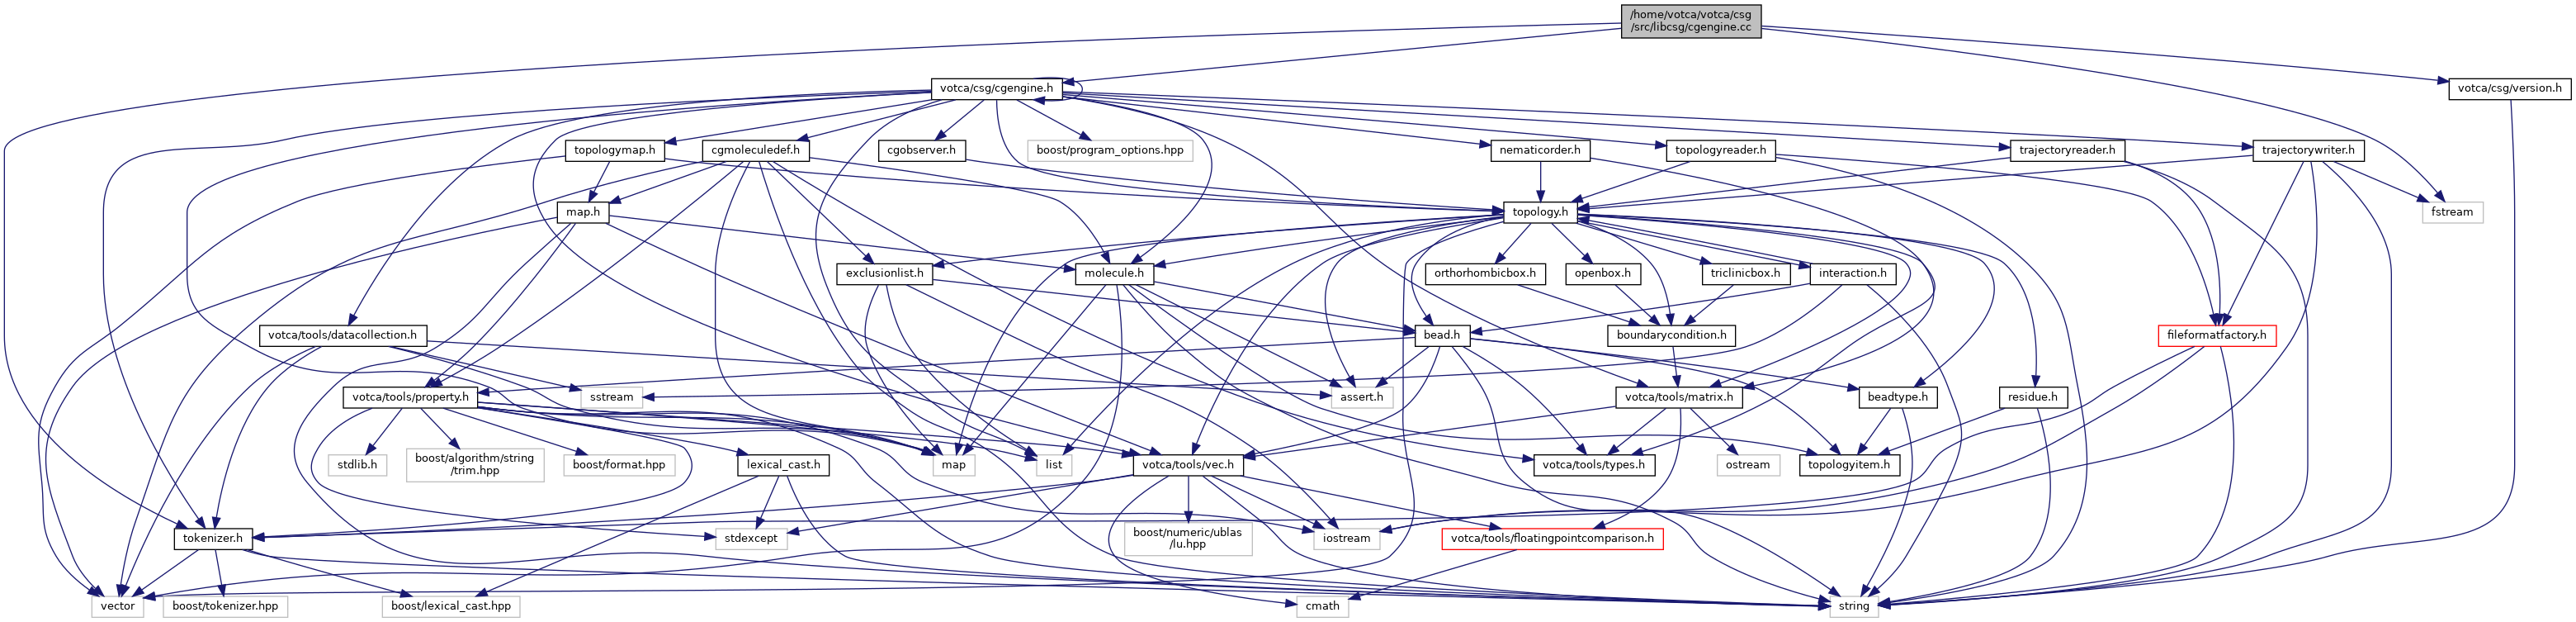 /home/votca/votca/csg
/src/libcsg/cgengine.cc
votca/csg/cgengine.h
votca/csg/version.h
topologymap.h
cgmoleculedef.h
cgobserver.h
boost/program_options.hpp
nematicorder.h
topologyreader.h
trajectoryreader.h
trajectorywriter.h
map.h
topology.h
fstream
exclusionlist.h
molecule.h
orthorhombicbox.h
openbox.h
triclinicbox.h
interaction.h
votca/tools/datacollection.h
bead.h
boundarycondition.h
fileformatfactory.h
votca/tools/property.h
sstream
assert.h
votca/tools/matrix.h
beadtype.h
residue.h
stdlib.h
boost/algorithm/string
/trim.hpp
boost/format.hpp
lexical_cast.h
map
list
votca/tools/vec.h
votca/tools/types.h
ostream
topologyitem.h
tokenizer.h
stdexcept
boost/numeric/ublas
/lu.hpp
iostream
votca/tools/floatingpointcomparison.h
vector
boost/tokenizer.hpp
boost/lexical_cast.hpp
cmath
string